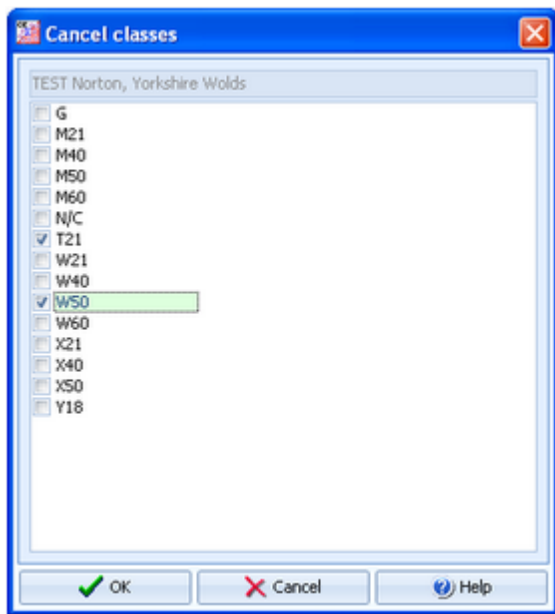 Cancel classes
TEST Norton, Yorkshire Wolds
G
M21
M40
M50
M60
N/C
T21
W21
W40
W50
W60
X21
X40
X50
Y18
OK Cancel Help